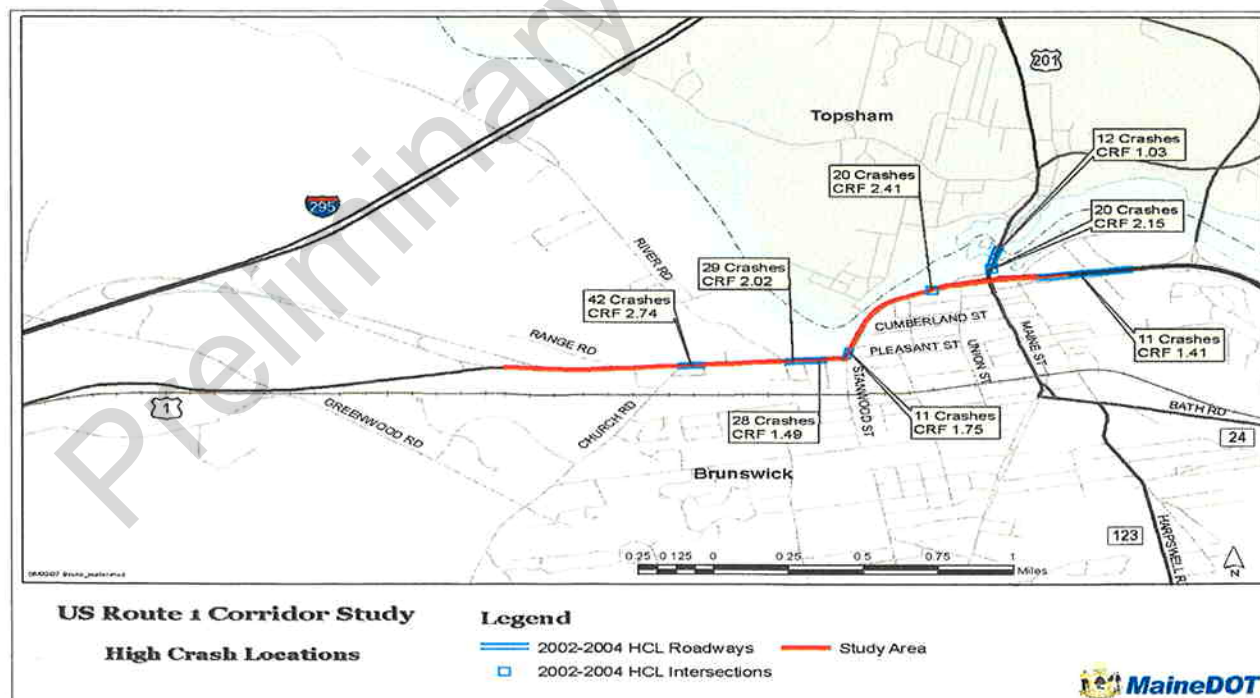 Preliminary
201
Topsham
12 Crashes
CRF 1.03
20 Crashes
CRF 2.41
295
20 Crashes
CRF 2.15
RIVER RD
29 Crashes
CRF 2.02
42 Crashes
CRF 2.74
CUMBERLAND ST
RANGE RD
PLEASANT ST
UNION ST
MAINE ST
11 Crashes
CRF 1.41
STANWOOD ST
1
GREENWOOD RD
CHURCH RD
28 Crashes
CRF 1.49
11 Crashes
CRF 1.75
BATH RD
24
Brunswick
123
HARPSWELL R
0.25 0.125 0 0.25 0.5 0.75 1
Miles
N
US Route 1 Corridor Study
High Crash Locations
Legend
2002-2004 HCL Roadways
Study Area
2002-2004 HCL Intersections
MaineDOT